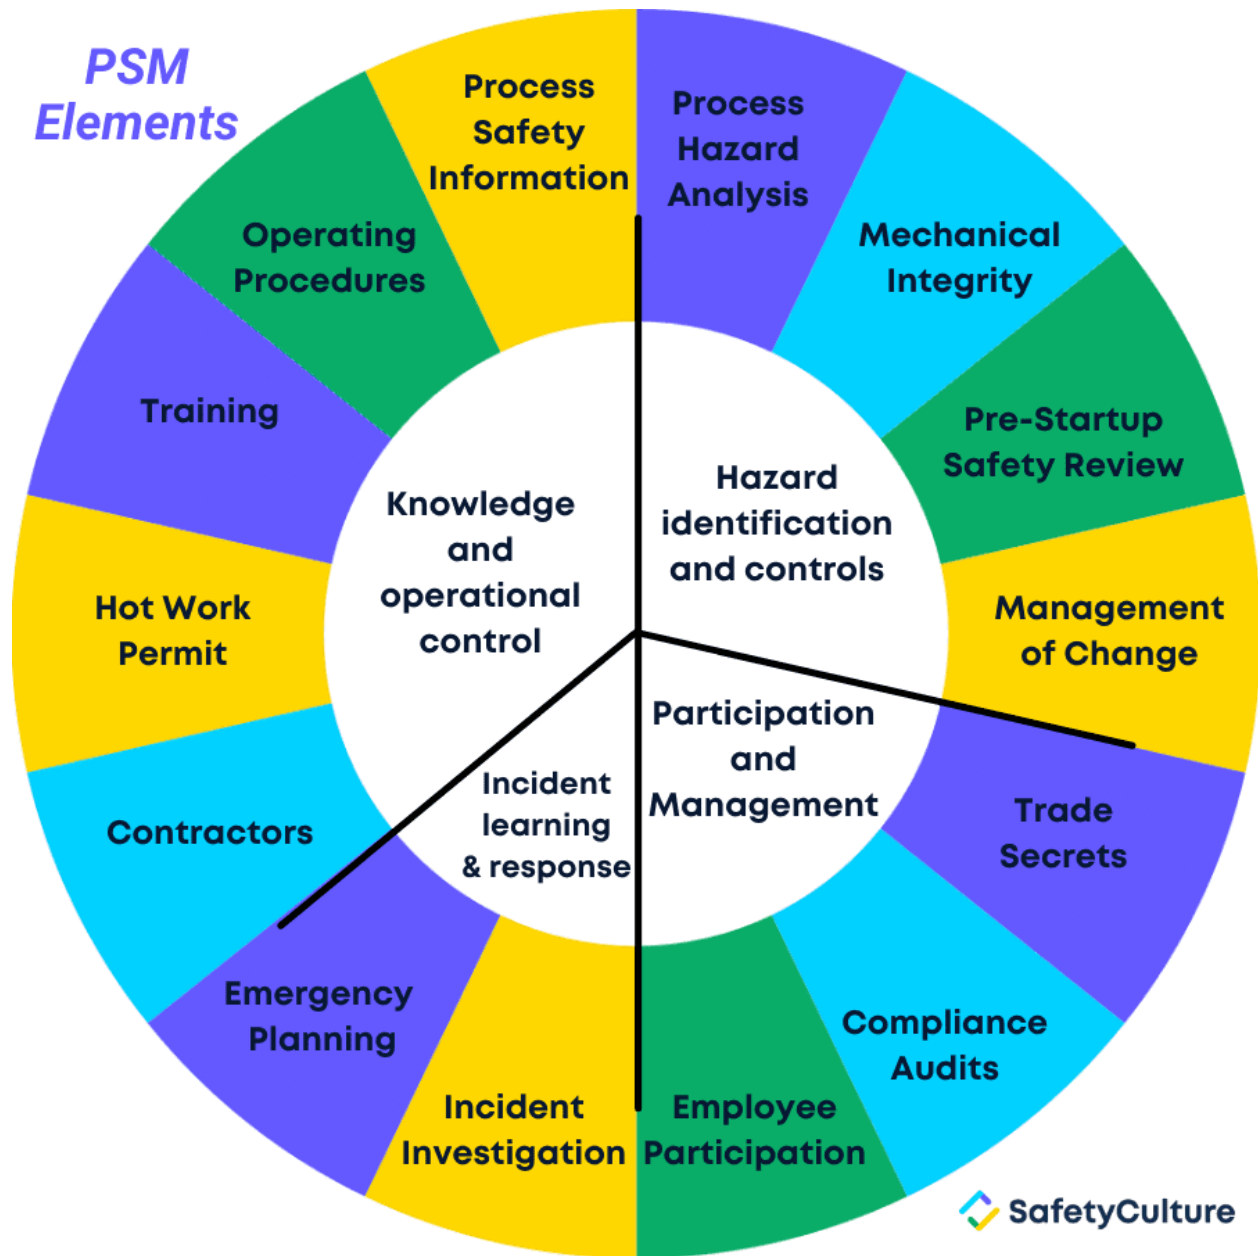 PSM
Elements
Process
Safety
Information
Process
Hazard
Analysis
Mechanical
Integrity
Pre-Startup
Safety Review
Management
of Change
Trade
Secrets
Compliance
Audits
Employee
Participation
Incident
Investigation
Emergency
Planning
Contractors
Hot Work
Permit
Training
Operating
Procedures
Knowledge
and
operational
control
Hazard
identification
and controls
Participation
and
Management
Incident
learning
& response
SafetyCulture